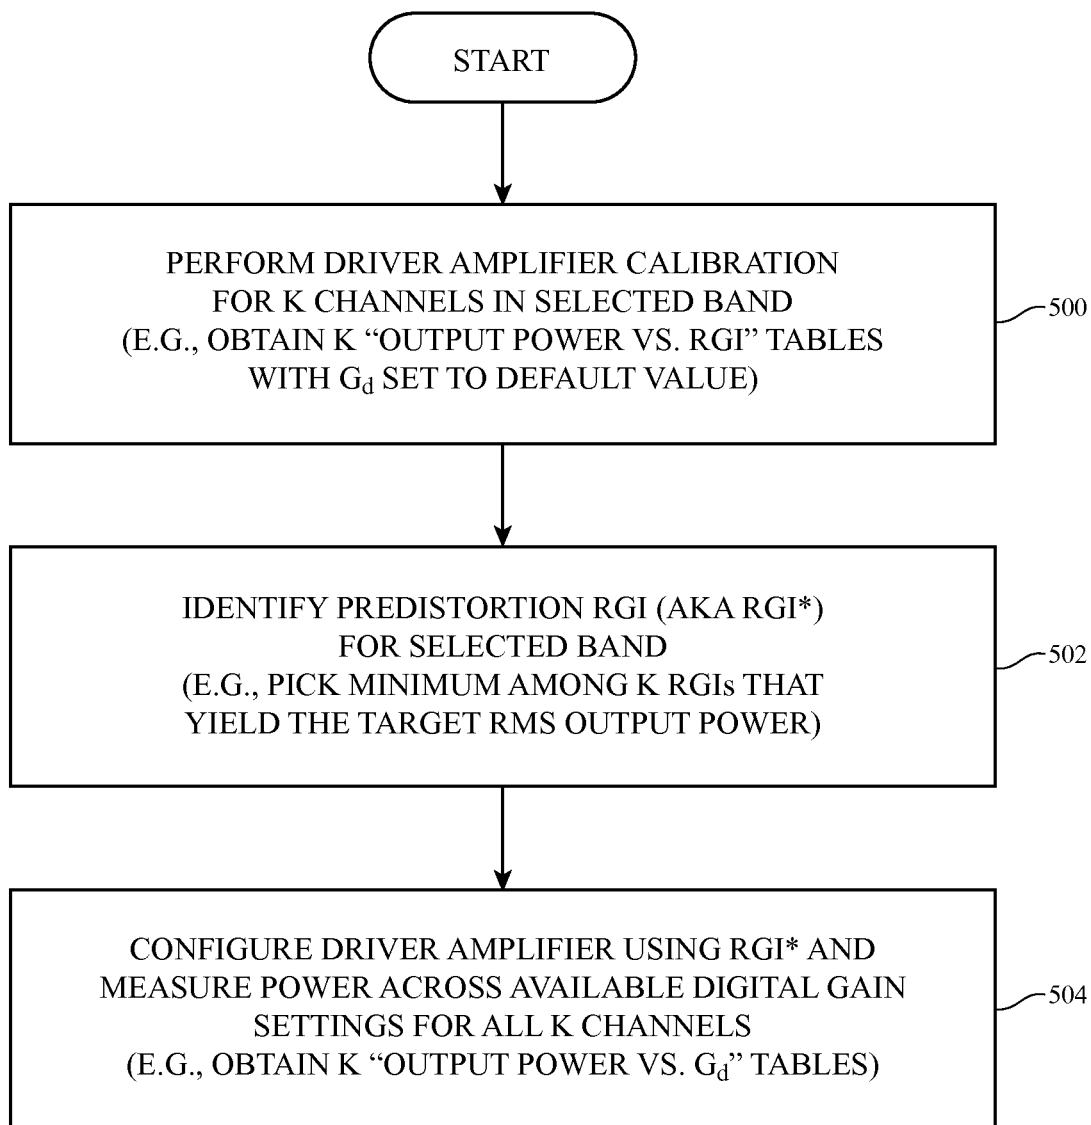 START
PERFORM DRIVER AMPLIFIER CALIBRATION
FOR K CHANNELS IN SELECTED BAND
(E.G., OBTAIN K “OUTPUT POWER VS. RGI” TABLES
WITH Gd SET TO DEFAULT VALUE)
500
IDENTIFY PREDISTORTION RGI (AKA RGI*)
FOR SELECTED BAND
(E.G., PICK MINIMUM AMONG K RGIs THAT
YIELD THE TARGET RMS OUTPUT POWER)
502
CONFIGURE DRIVER AMPLIFIER USING RGI* AND
MEASURE POWER ACROSS AVAILABLE DIGITAL GAIN
SETTINGS FOR ALL K CHANNELS
(E.G., OBTAIN K “OUTPUT POWER VS. Gd” TABLES)
504